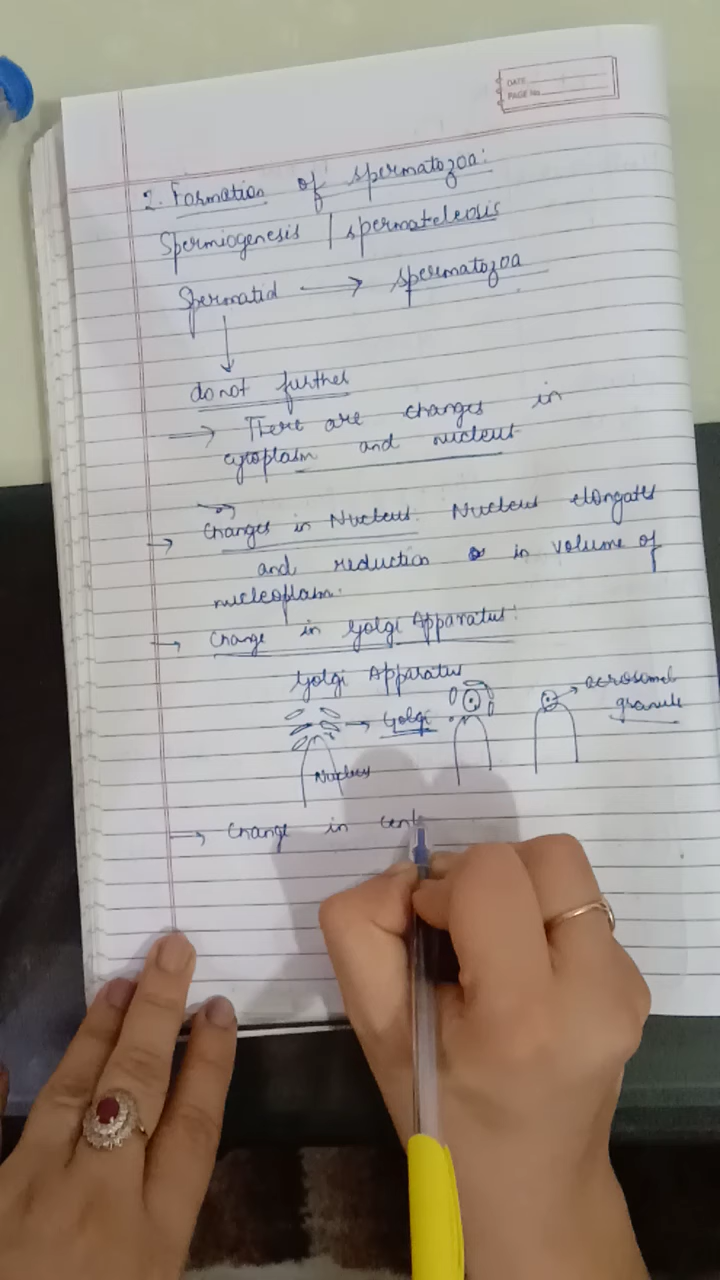 DATE
PAGE No.
2. Formation of spermatozoa:
Spermiogenesis / spermateleosis
Spermatid → spermatozoa
↓
donot further
→ There are changes in
cytoplasm and nucleus
→ Changes in Nucleus. Nucleus elongates
and reduction in volume of
nucleoplasm.
→ Change in Golgi Apparatus:
Golgi Apparatus
→ Golgi
→ acrosomal
granule
Nucleus
→ Change in cent